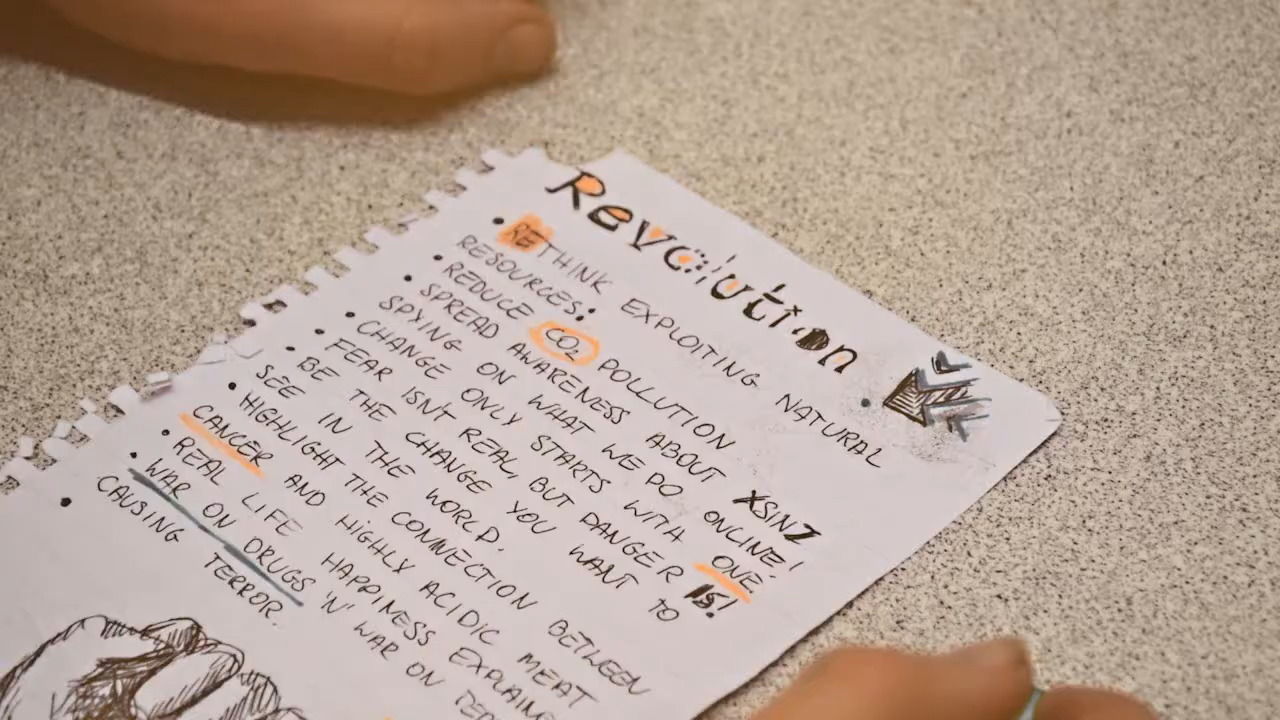 Revolution
• RETHINK EXPLOITING NATURAL
RESOURCES:
• REDUCE CO2 POLLUTION
• SPREAD AWARENESS ABOUT XSINZ
SPYING ON WHAT WE DO ONLINE!
• CHANGE ONLY STARTS WITH ONE.
• FEAR ISNT REAL, BUT DANGER IS!
• BE THE CHANGE YOU WANT TO
SEE IN THE WORLD.
• HIGHLIGHT THE CONNECTION BETWEEN
CANCER AND HIGHLY ACIDIC MEAT
• REAL LIFE HAPPINESS
• WAR ON DRUGS 'N' WAR ON
CAUSING TERROR.